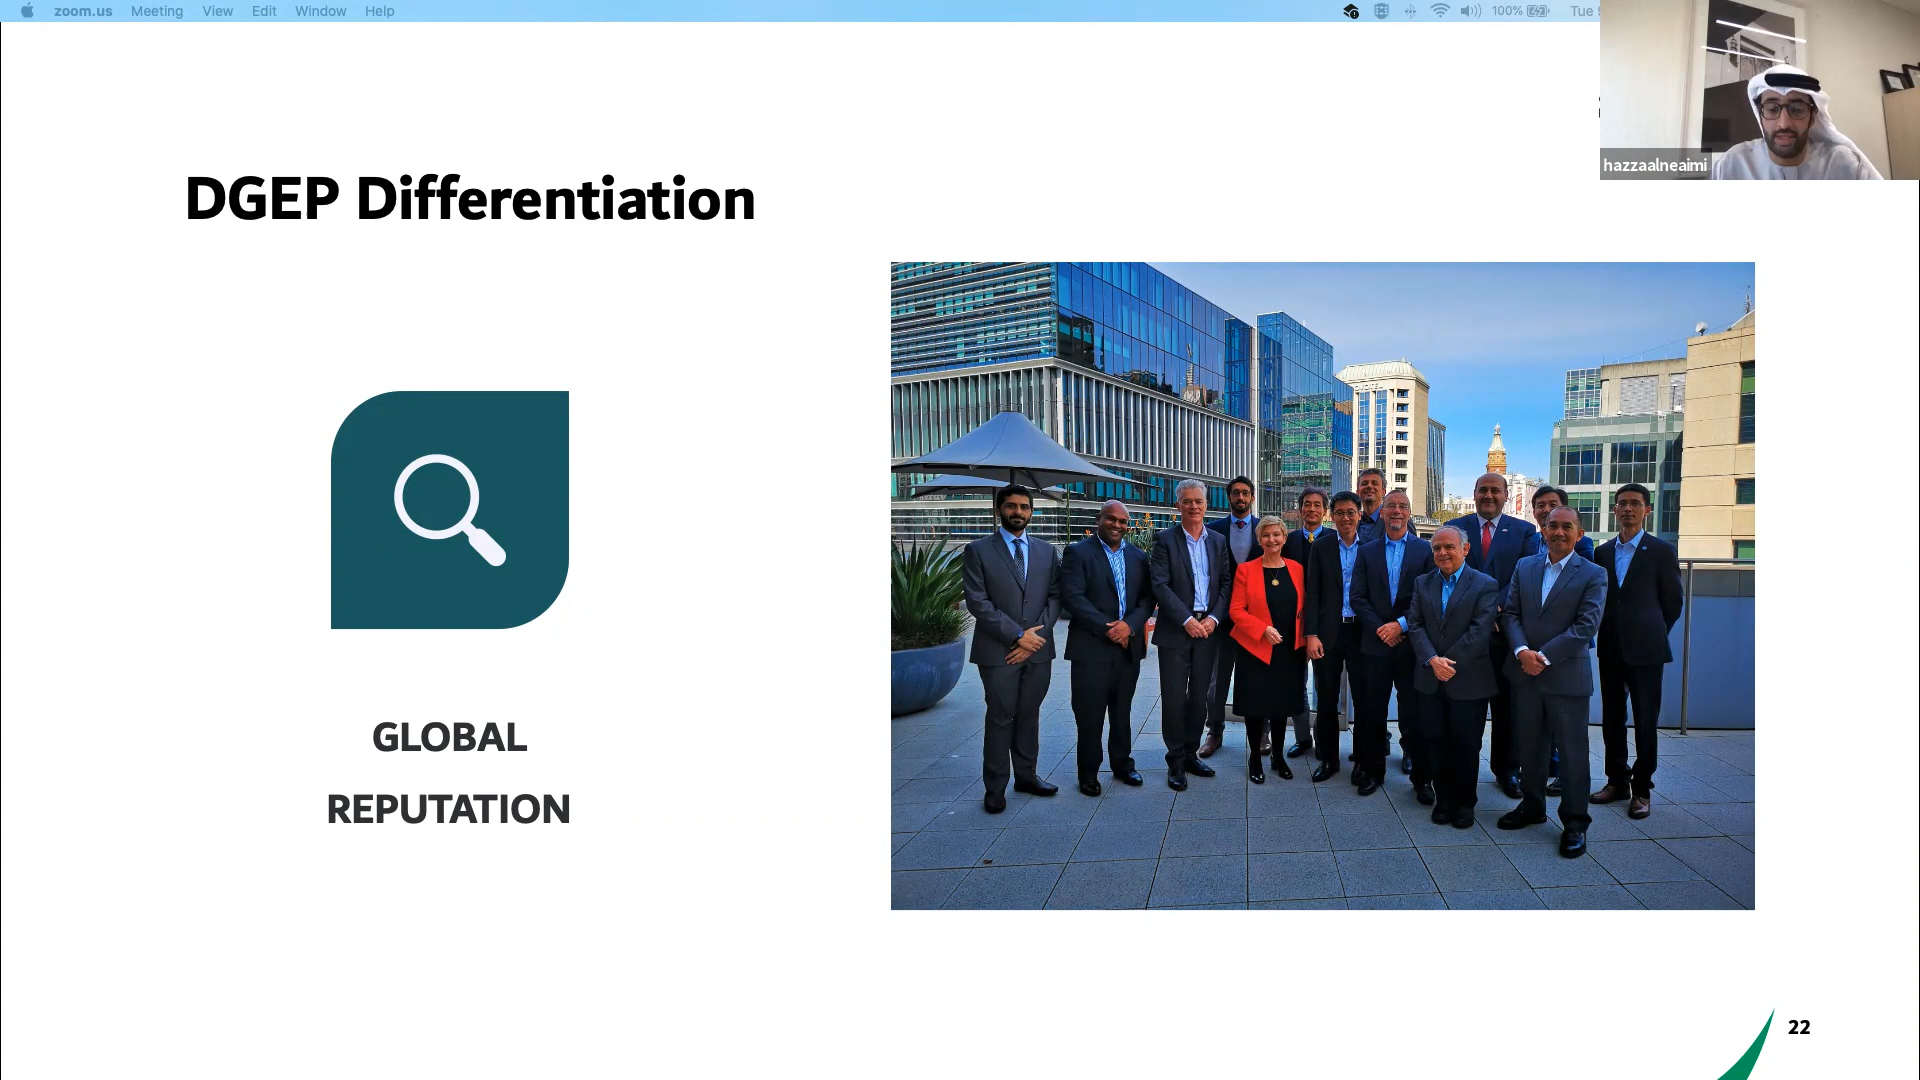 zoom.us Meeting View Edit Window Help 100% Tue
hazzaalneaimi
DGEP Differentiation
GLOBAL
REPUTATION
22